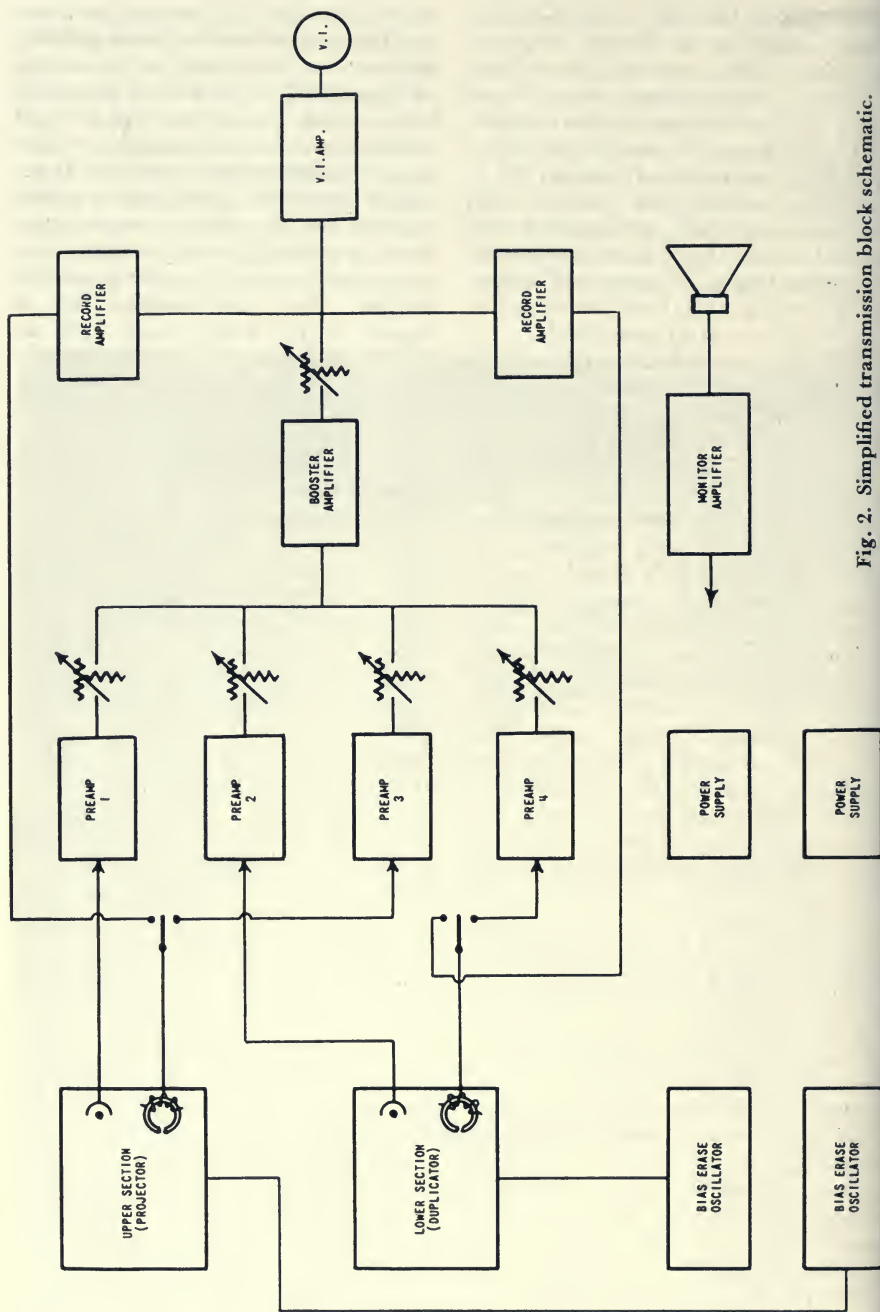 V.I.
V.I.AMP.
RECORD
AMPLIFIER
RECORD
AMPLIFIER
BOOSTER
AMPLIFIER
MONITOR
AMPLIFIER
PREAMP
1
PREAMP
2
PREAMP
3
PREAMP
4
POWER
SUPPLY
POWER
SUPPLY
UPPER SECTION
(PROJECTOR)
LOWER SECTION
(DUPLICATOR)
BIAS ERASE
OSCILLATOR
BIAS ERASE
OSCILLATOR
Fig. 2. Simplified transmission block schematic.